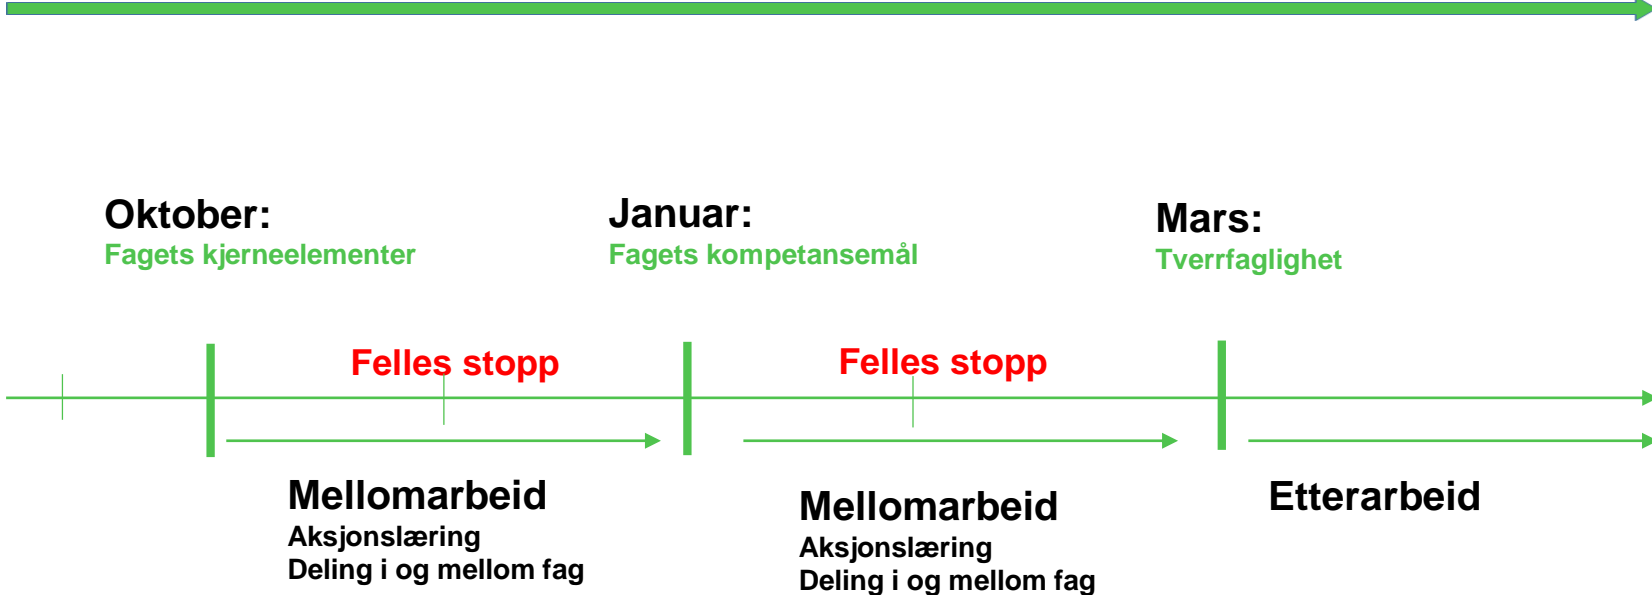 Oktober:
Fagets kjerneelementer
Januar:
Fagets kompetansemål
Mars:
Tverrfaglighet
Felles stopp
Felles stopp
Mellomarbeid
Aksjonslæring
Deling i og mellom fag
Mellomarbeid
Aksjonslæring
Deling i og mellom fag
Etterarbeid